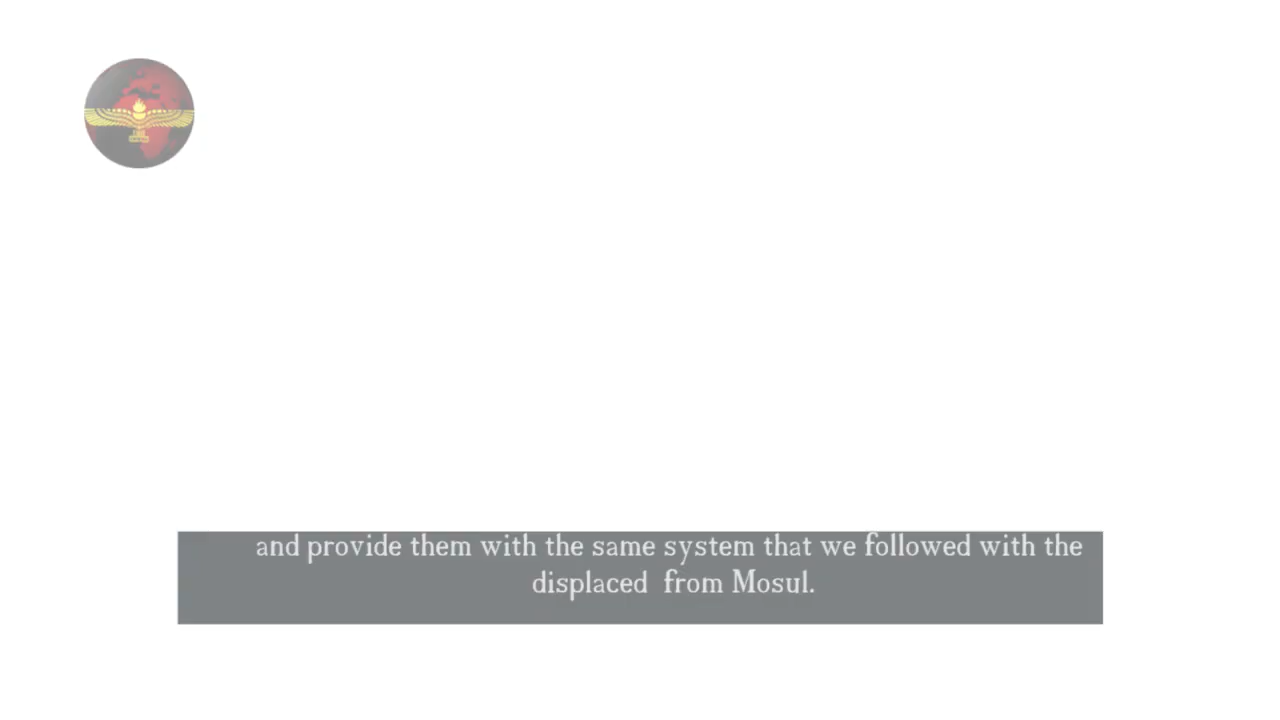 and provide them with the same system that we followed with the
displaced from Mosul.